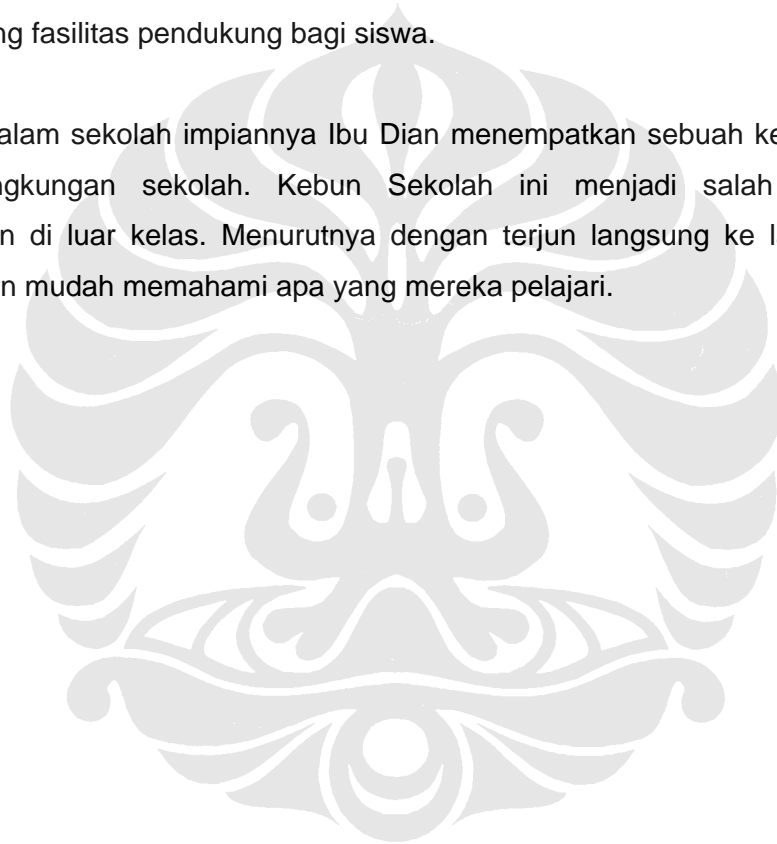 ng fasilitas pendukung bagi siswa.
alam sekolah impiannya Ibu Dian menempatkan sebuah ke
ngkungan sekolah. Kebun Sekolah ini menjadi salah
n di luar kelas. Menurutnya dengan terjun langsung ke l
n mudah memahami apa yang mereka pelajari.